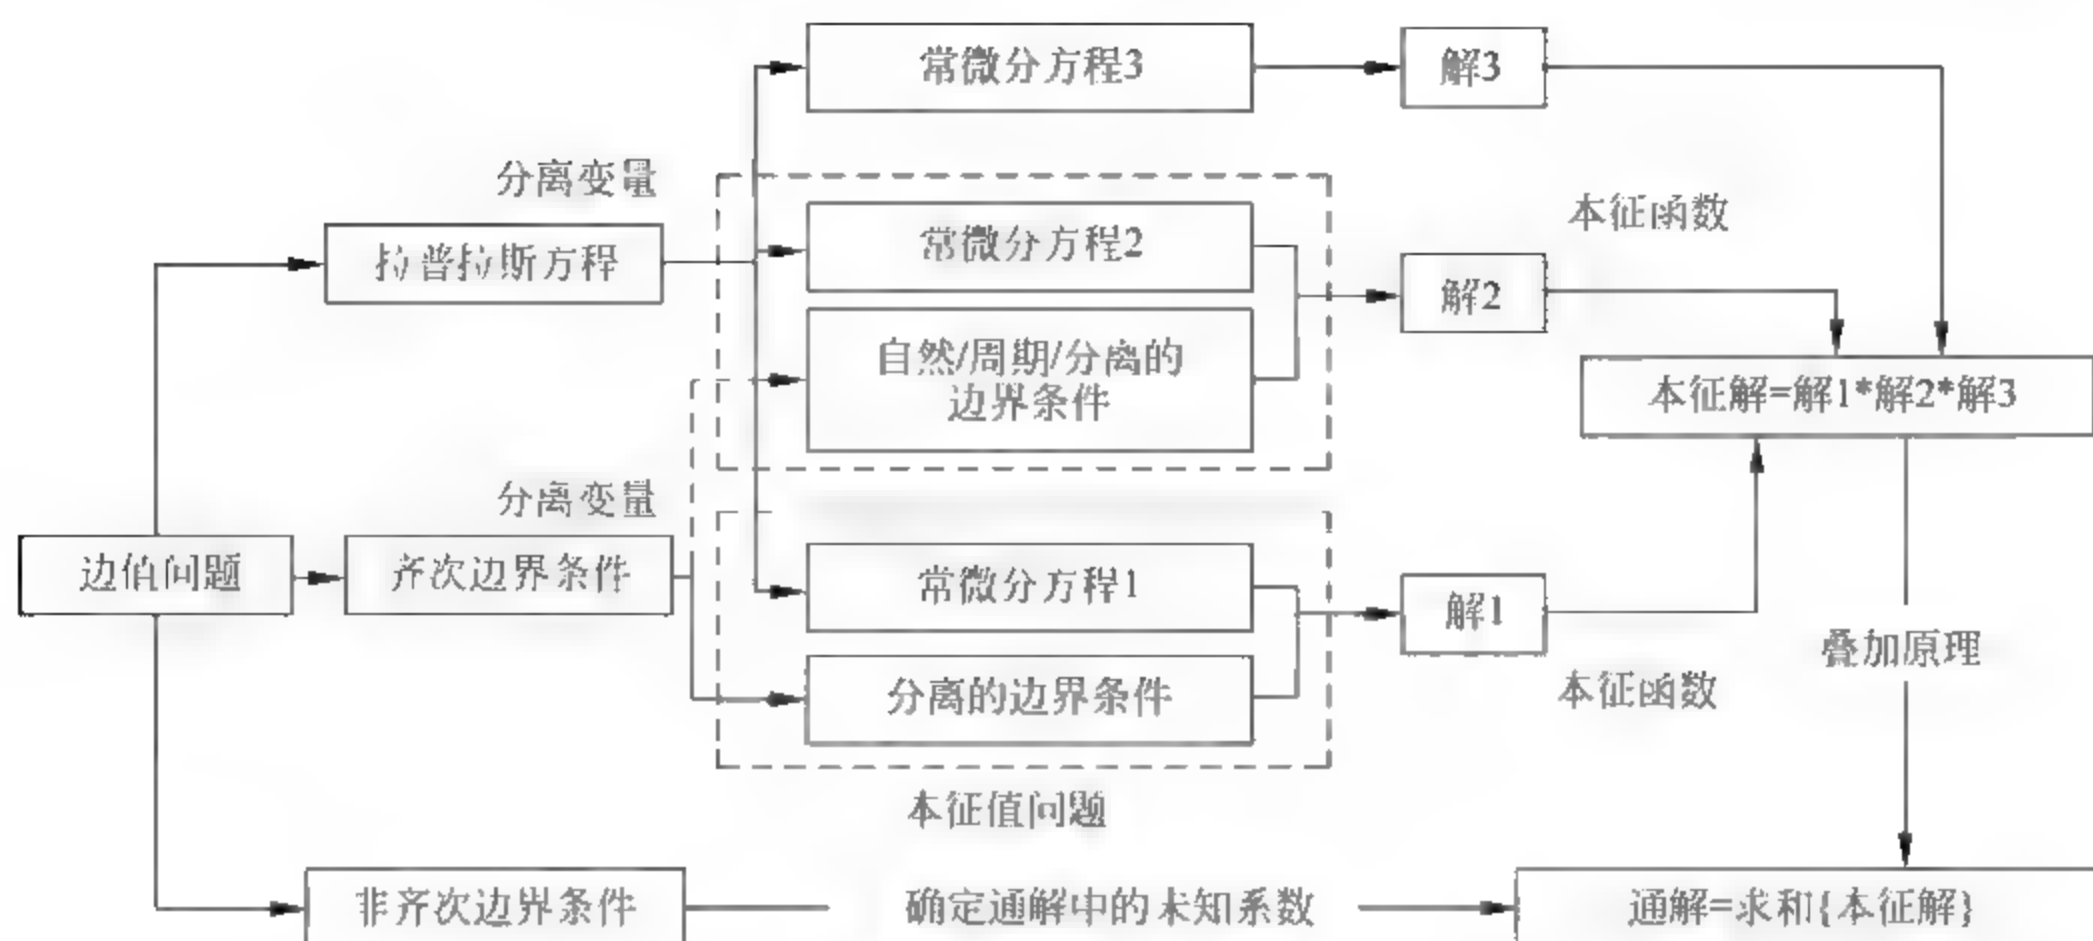 常微分方程3
解3
分离变量
本征函数
拉普拉斯方程
常微分方程2
解2
自然/周期/分离的
边界条件
本征解=解1*解2*解3
分离变量
边值问题
齐次边界条件
常微分方程1
解1
叠加原理
分离的边界条件
本征函数
本征值问题
非齐次边界条件
确定通解中的未知系数
通解=求和{本征解}